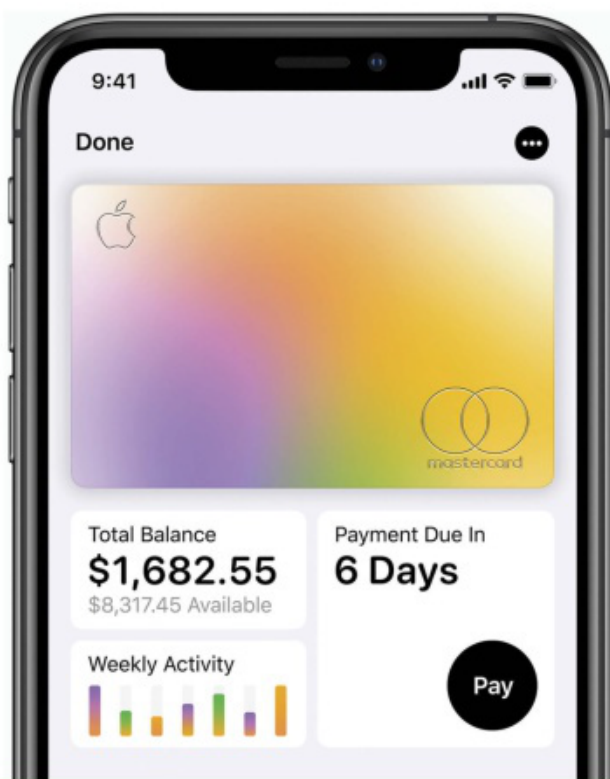 9:41
Done
mastercard
Total Balance
$1,682.55
$8,317.45 Available
Payment Due In
6 Days
Weekly Activity
Pay